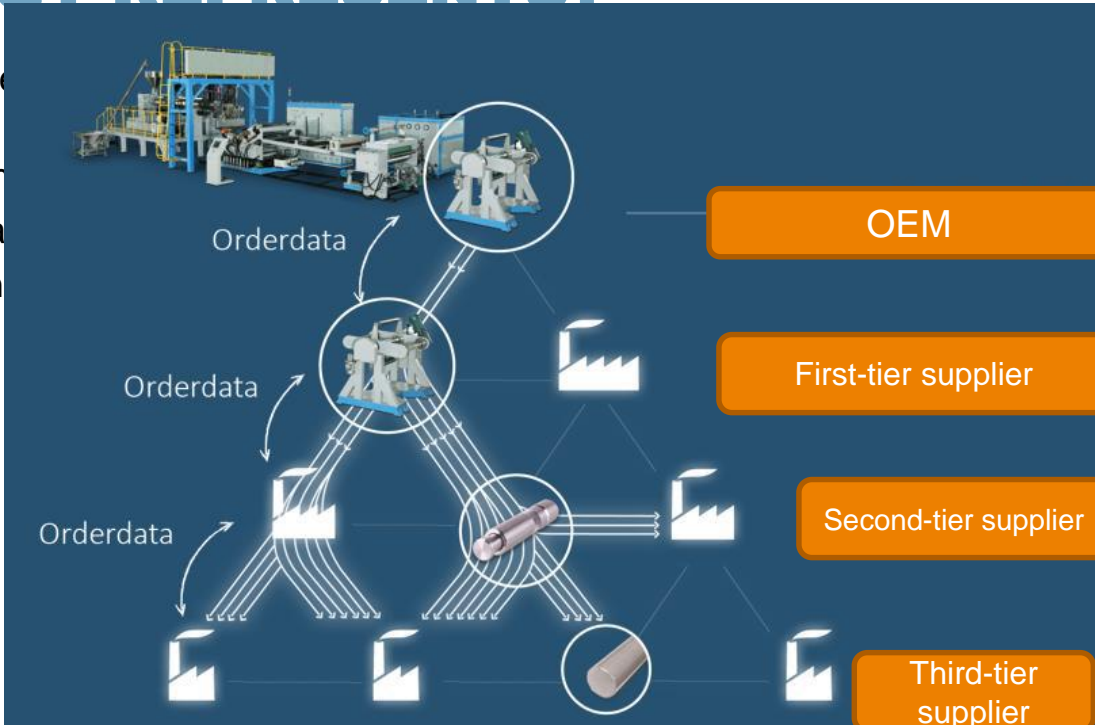 Orderdata
OEM
Orderdata
First-tier supplier
Orderdata
Second-tier supplier
Third-tier
supplier